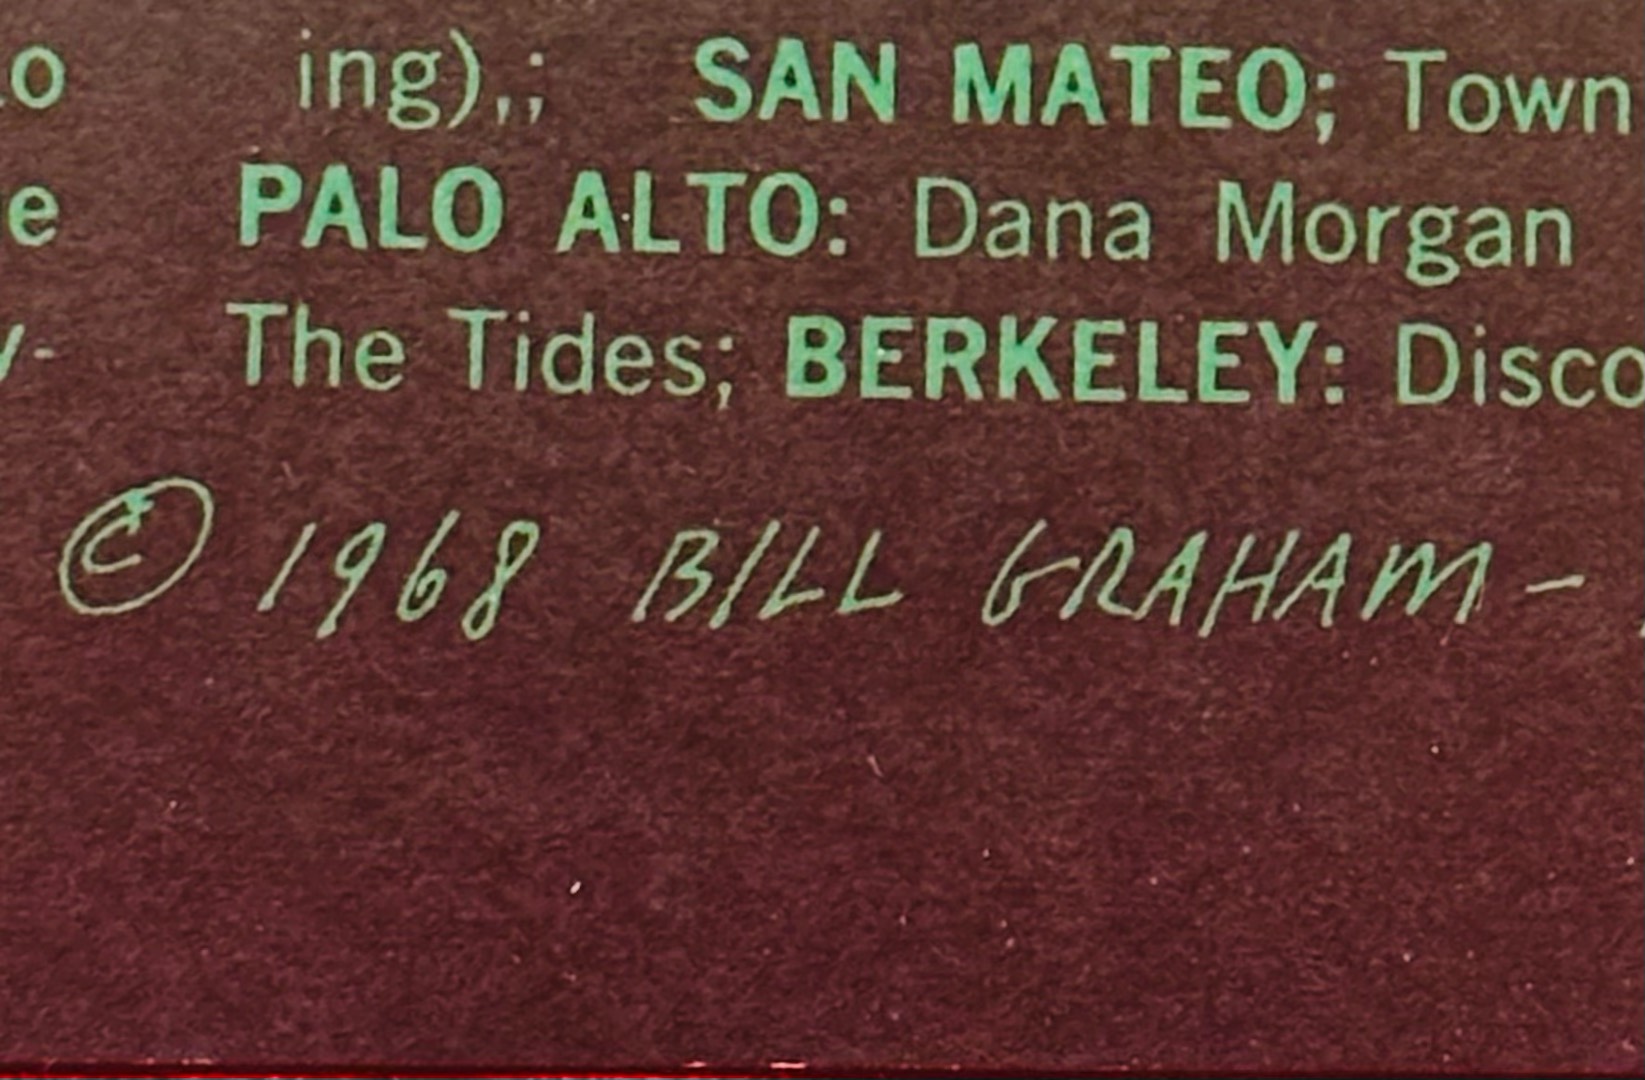 o ing),; SAN MATEO; Town
e PALO ALTO: Dana Morgan
y- The Tides; BERKELEY: Disco
© 1968 BILL GRAHAM -